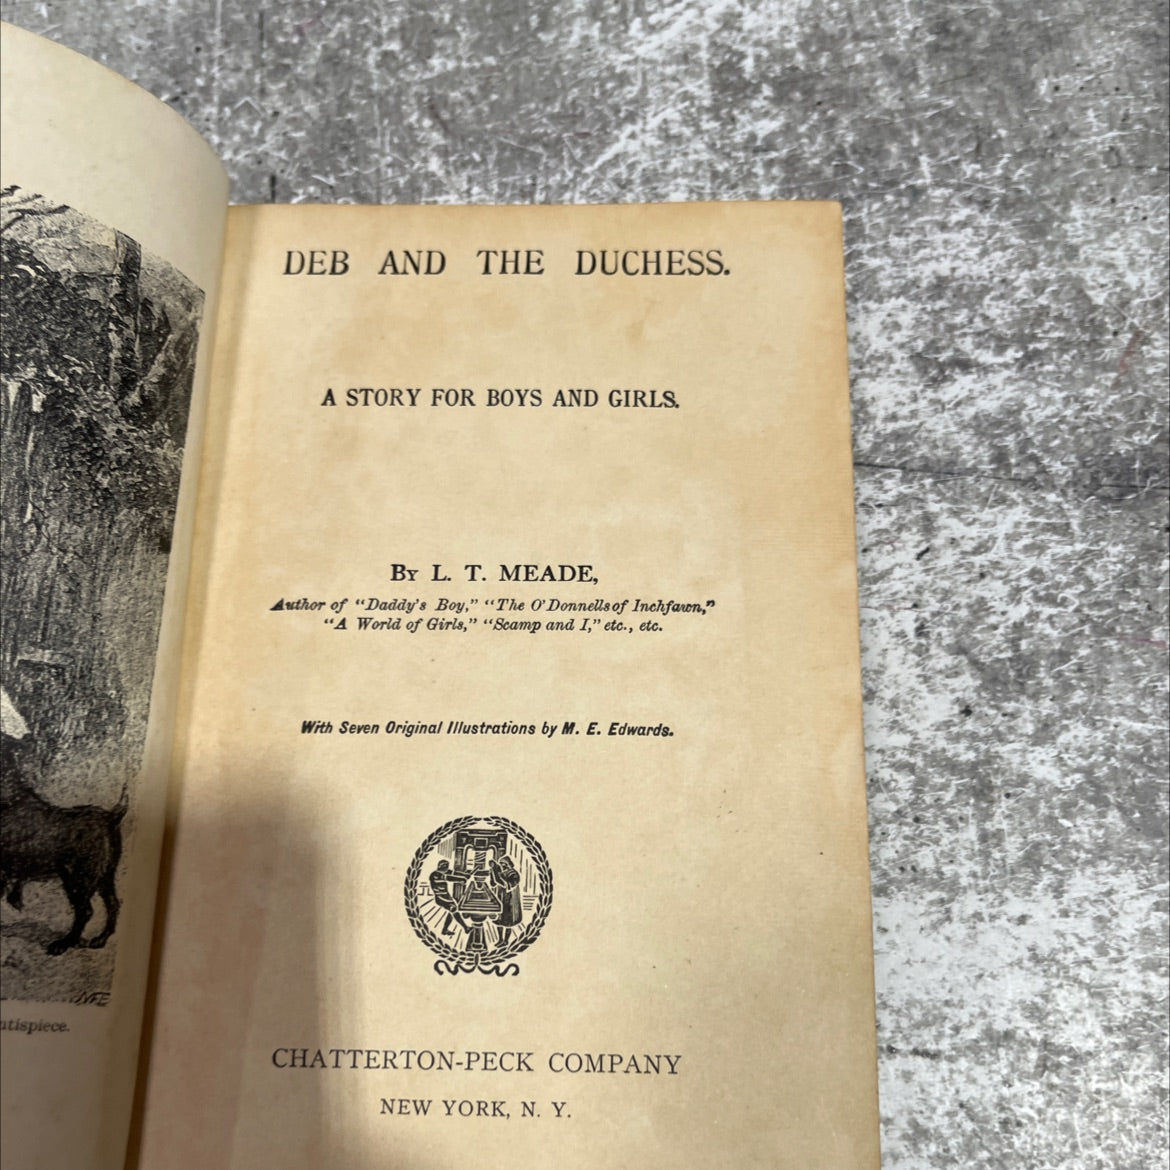 DEB AND THE DUCHESS.
A STORY FOR BOYS AND GIRLS.
BY L. T. MEADE,
Author of "Daddy's Boy," "The O'Donnells of Inchfawn,"
"A World of Girls," "Scamp and I," etc., etc.
With Seven Original Illustrations by M. E. Edwards.
CHATTERTON-PECK COMPANY
NEW YORK, N. Y.